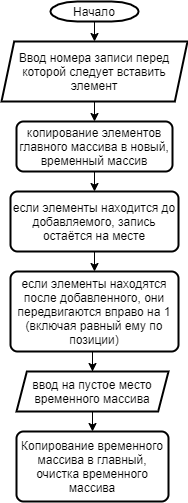 Начало
Ввод номера записи перед
которой следует вставить
элемент
копирование элементов
главного массива в новый,
временный массив
если элементы находится до
добавляемого, запись
остаётся на месте
если элементы находятся
после добавленного, они
передвигаются вправо на 1
(включая равный ему по
позиции)
ввод на пустое место
временного массива
Копирование временного
массива в главный,
очистка временного
массива